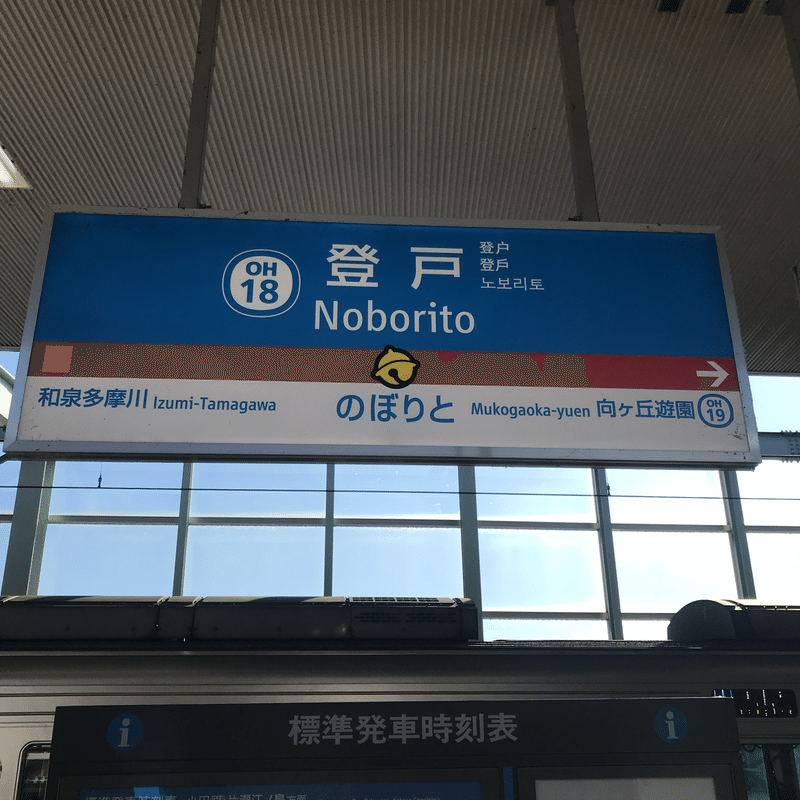 OH
18
登戸
登户
登戶
노보리토
Noborito
和泉多摩川 Izumi-Tamagawa
のぼりと
Mukogaoka-yuen 向ヶ丘遊園
OH
19
i
標準発車時刻表
i